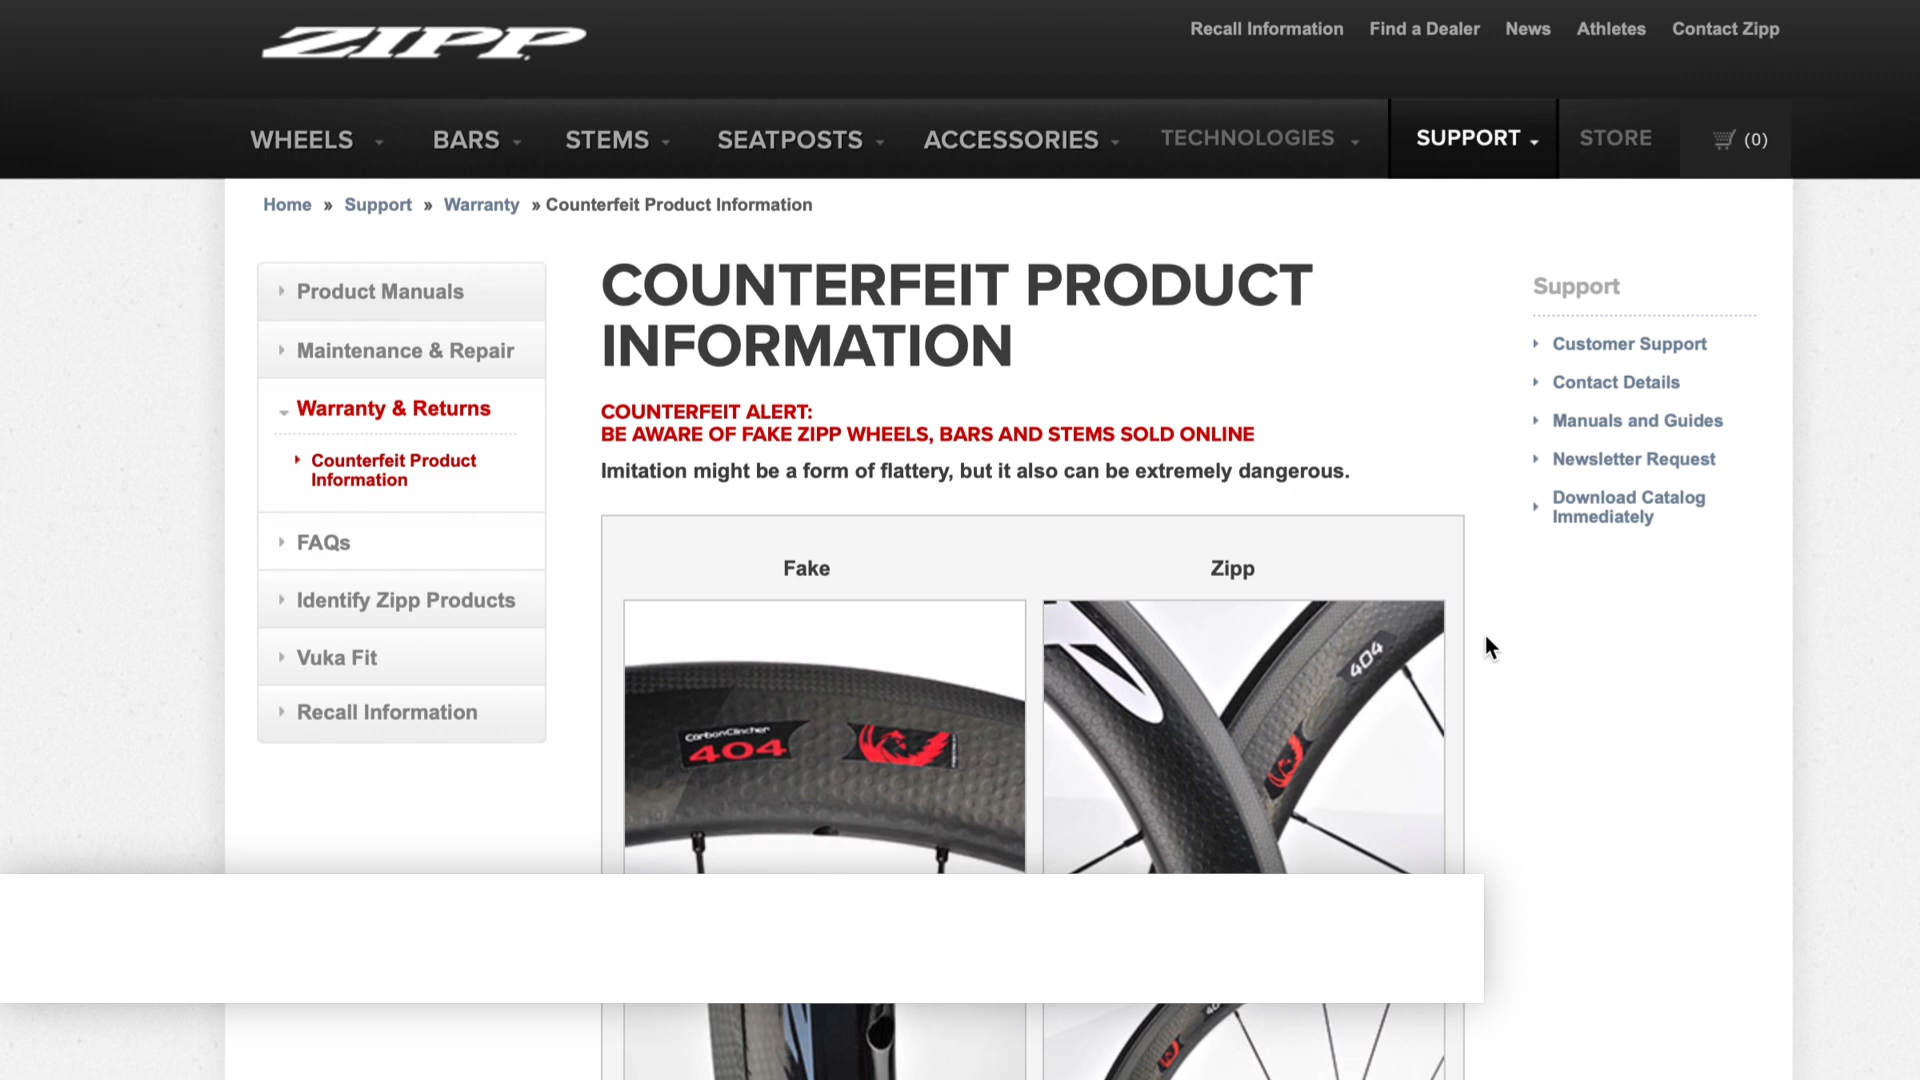 ZIPP
Recall Information
Find a Dealer
News
Athletes
Contact Zipp
WHEELS
BARS
STEMS
SEATPOSTS
ACCESSORIES
TECHNOLOGIES
SUPPORT
STORE
(0)
Home » Support » Warranty » Counterfeit Product Information
Product Manuals
Maintenance & Repair
Warranty & Returns
Counterfeit Product
Information
FAQs
Identify Zipp Products
Vuka Fit
Recall Information
COUNTERFEIT PRODUCT
INFORMATION
COUNTERFEIT ALERT:
BE AWARE OF FAKE ZIPP WHEELS, BARS AND STEMS SOLD ONLINE
Imitation might be a form of flattery, but it also can be extremely dangerous.
Fake
Zipp
CarbonClincher
404
404
Support
Customer Support
Contact Details
Manuals and Guides
Newsletter Request
Download Catalog
Immediately